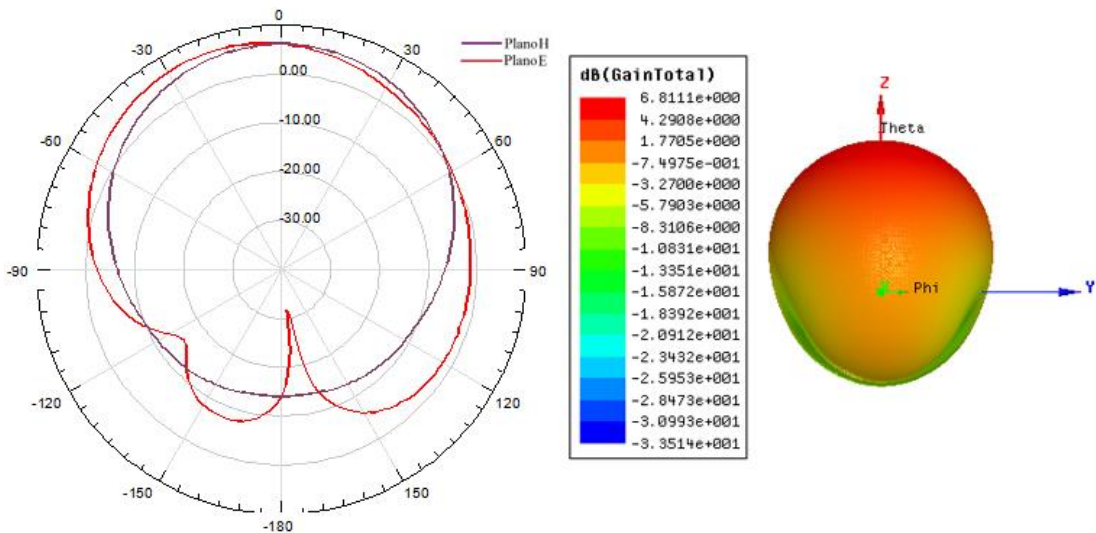 0
30
60
90
120
150
-180
-150
-120
-90
-60
-30
0.00
-10.00
-20.00
-30.00
PlanoH
PlanoE
dB(GainTotal)
6.8111e+000
4.2908e+000
1.7705e+000
-7.4975e-001
-3.2700e+000
-5.7903e+000
-8.3106e+000
-1.0831e+001
-1.3351e+001
-1.5872e+001
-1.8392e+001
-2.0912e+001
-2.3432e+001
-2.5953e+001
-2.8473e+001
-3.0993e+001
-3.3514e+001
Z
Theta
Phi
Y